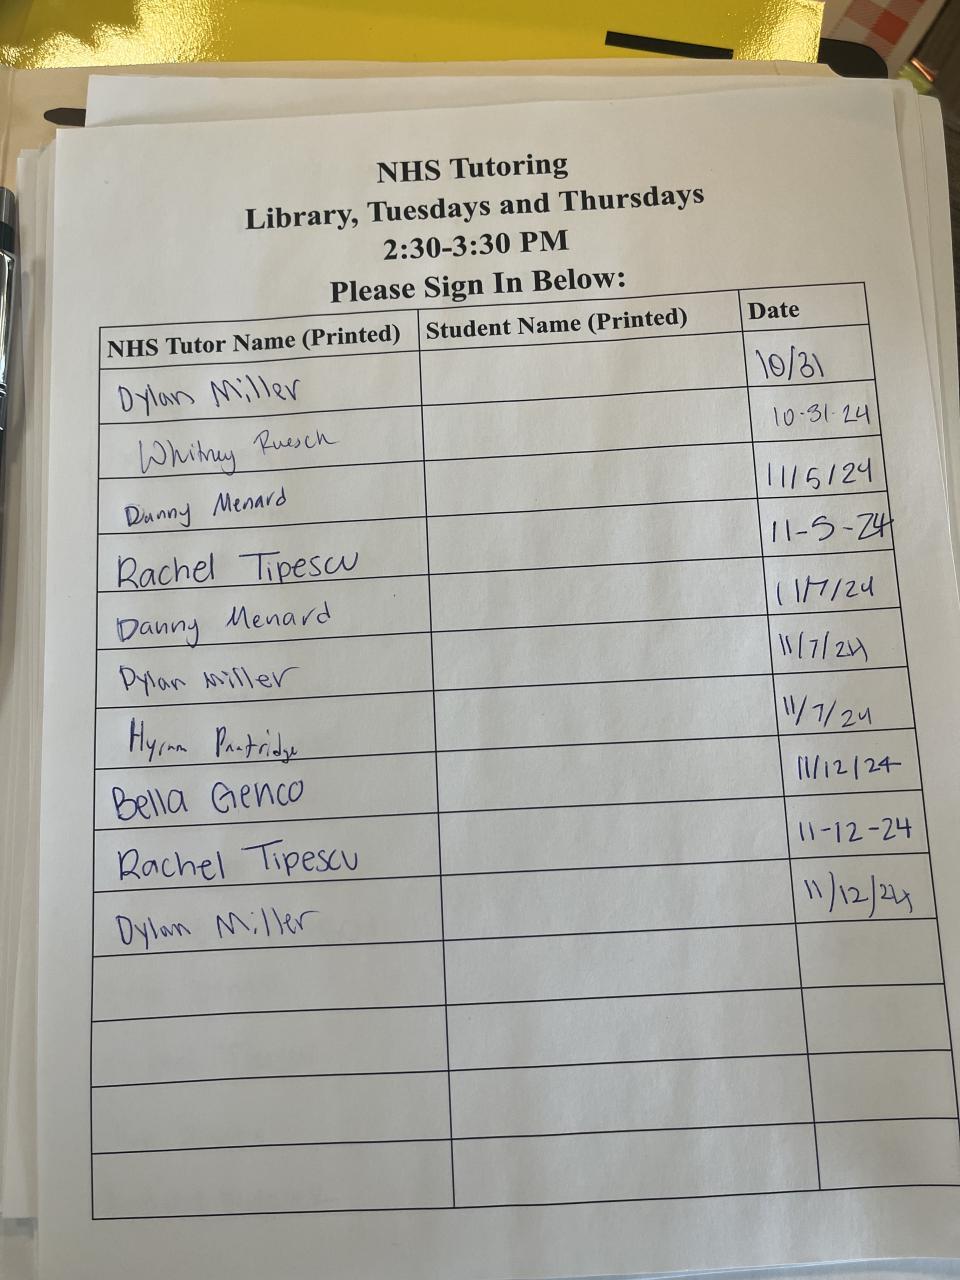 NHS Tutoring
Library, Tuesdays and Thursdays
2:30-3:30 PM
Please Sign In Below:
NHS Tutor Name (Printed) Student Name (Printed) Date
Dylan Miller 10/31
Whitney Ruesch 10-31-24
Danny Menard 11/5/24
Rachel Tipescu 11-5-24
Danny Menard 11/7/24
Dylan Miller 11/7/24
Partridge 11/7/24
Bella Genco 11/12/24
Rachel Tipescu 11-12-24
Dylan Miller 11/12/24